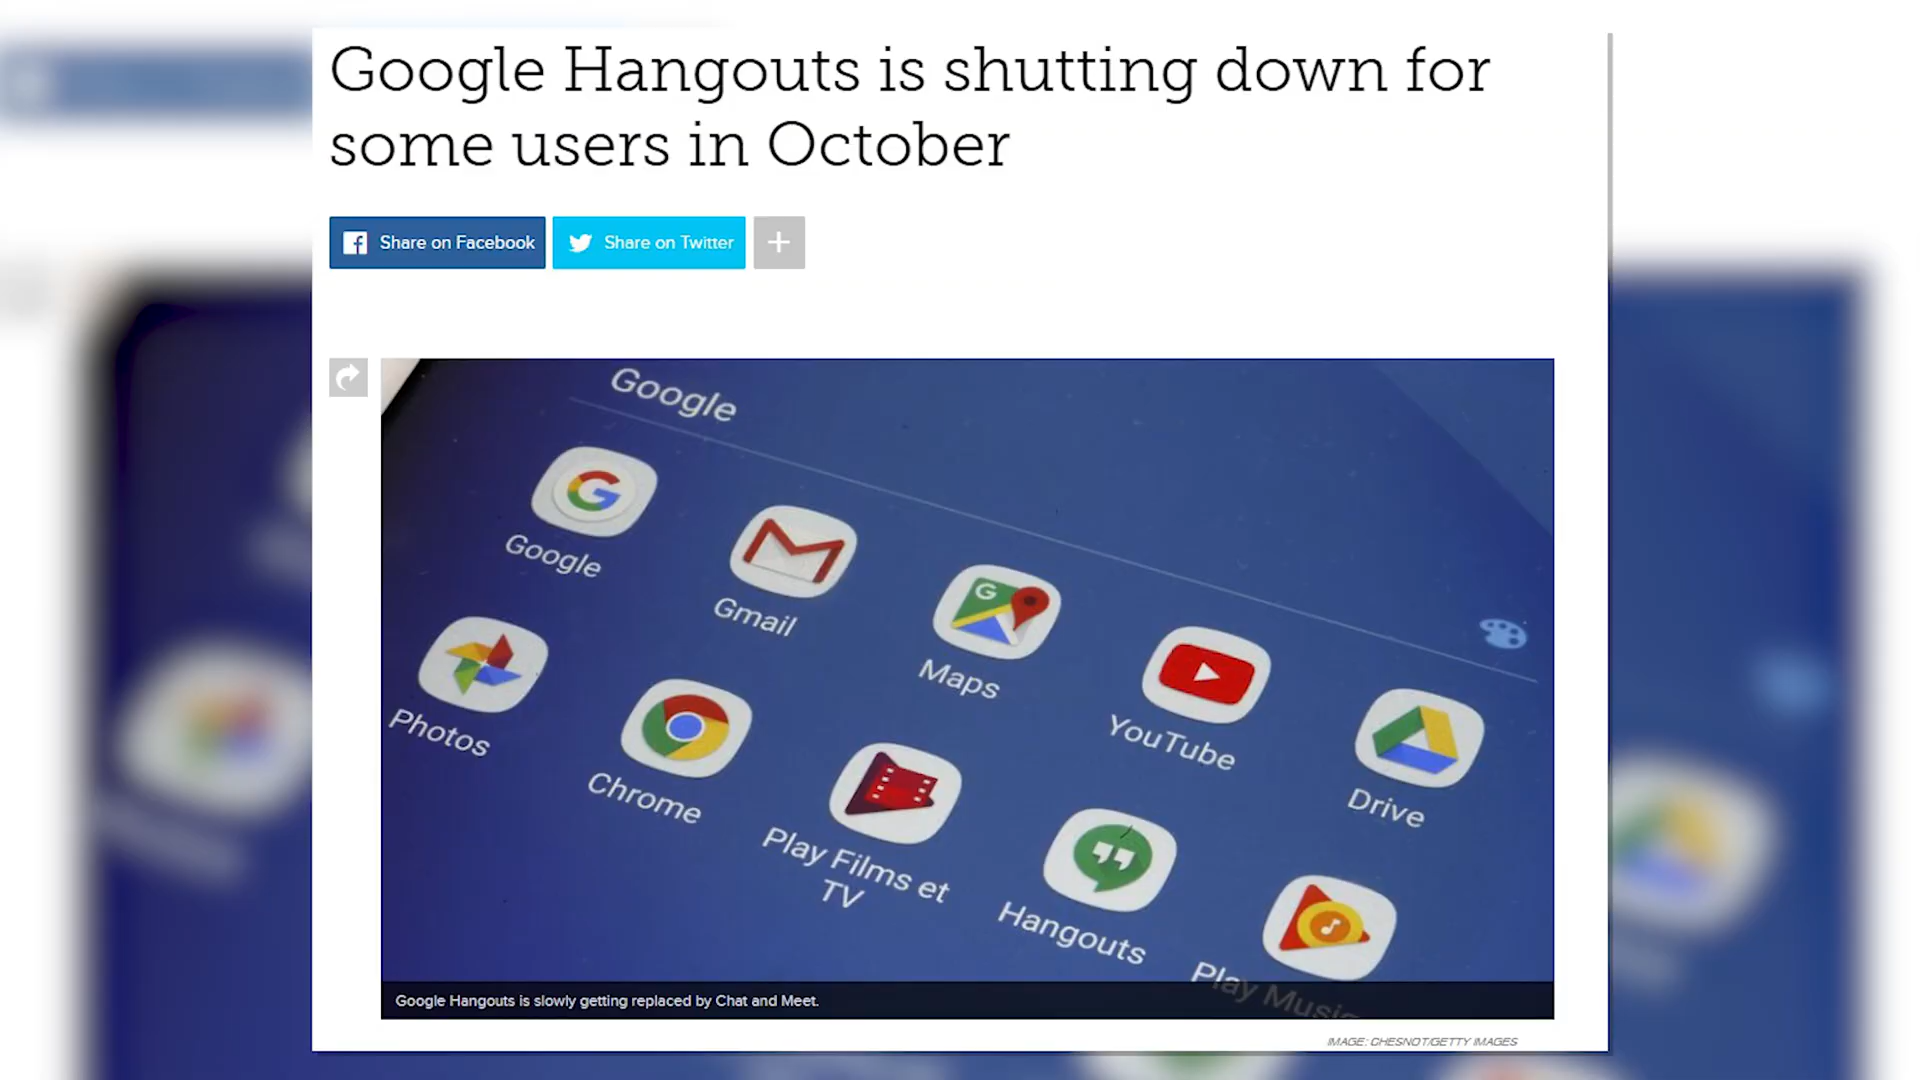 Google Hangouts is shutting down for
some users in October
Share on Facebook
Share on Twitter
Google
Google
Gmail
Maps
YouTube
Drive
Photos
Chrome
Play Films et
TV
Hangouts
Play Music
Google Hangouts is slowly getting replaced by Chat and Meet.
IMAGE: CHESNOT/GETTY IMAGES